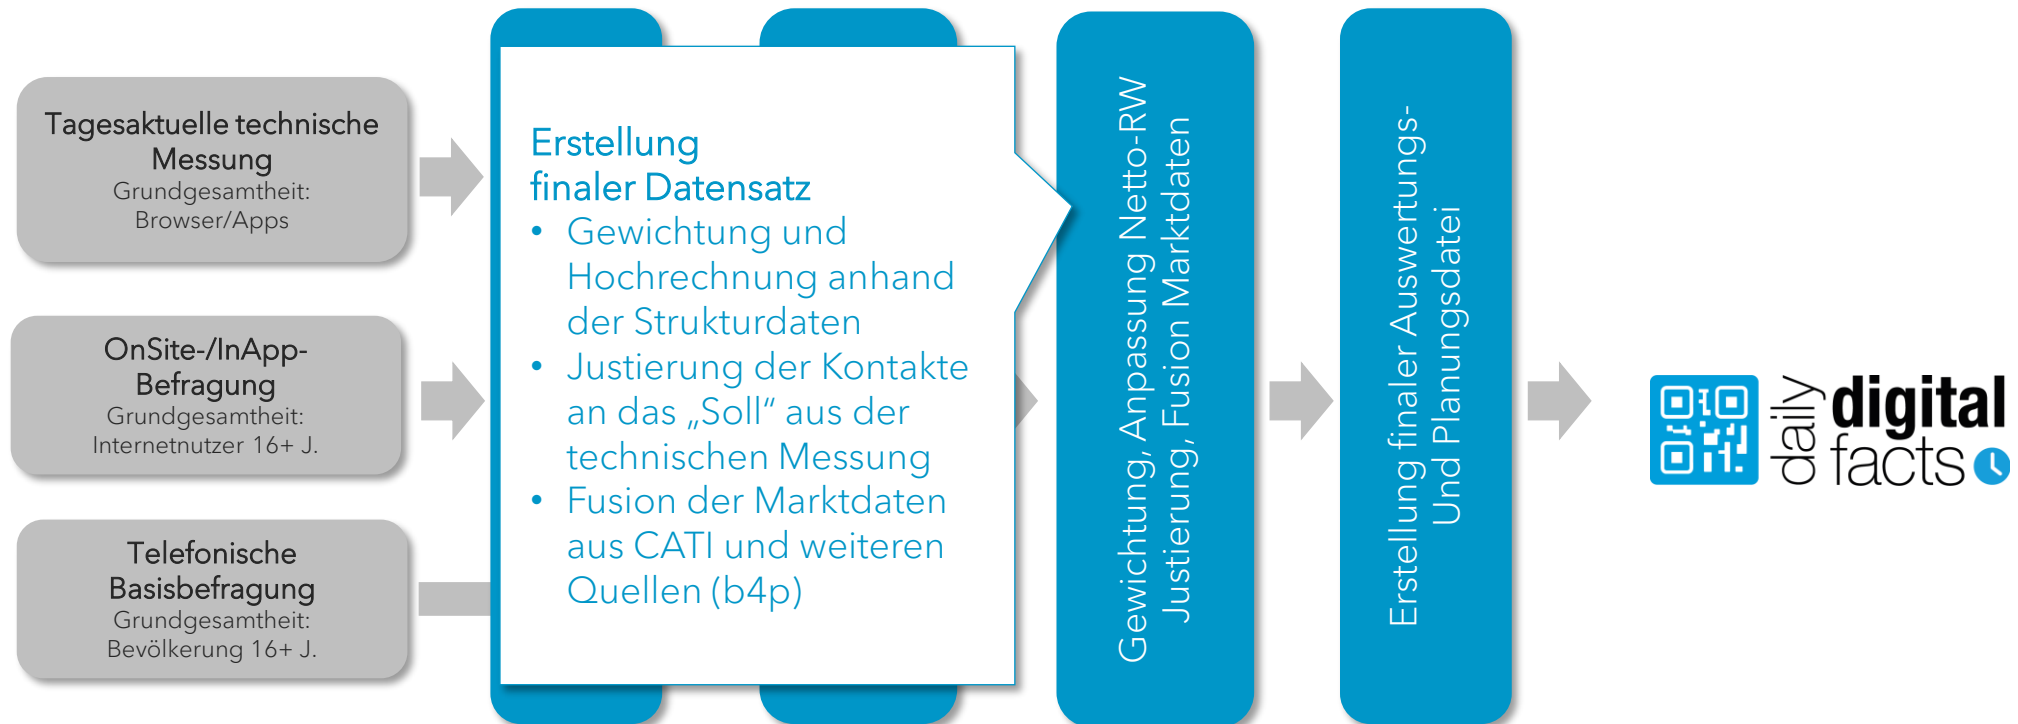 Tagesaktuelle technische
Messung
Grundgesamtheit:
Browser/Apps
OnSite-/InApp-
Befragung
Grundgesamtheit:
Internetnutzer 16+ J.
Telefonische
Basisbefragung
Grundgesamtheit:
Bevölkerung 16+ J.
Erstellung
finaler Datensatz
• Gewichtung und
Hochrechnung anhand
der Strukturdaten
• Justierung der Kontakte
an das „Soll“ aus der
technischen Messung
• Fusion der Marktdaten
aus CATI und weiteren
Quellen (b4p)
Gewichtung, Anpassung Netto-RW
Justierung, Fusion Marktdaten
Erstellung finaler Auswertungs-
Und Planungsdatei
daily
digital
facts